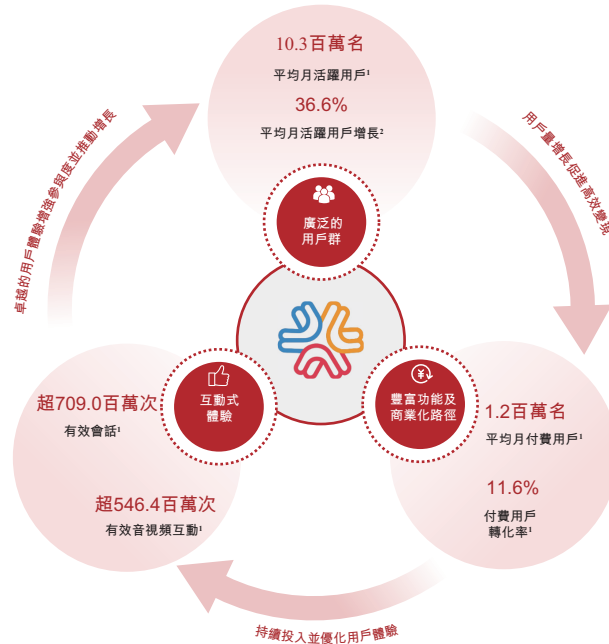 10.3百萬名
平均月活躍用戶¹
36.6%
平均月活躍用戶增長²
廣泛的
用戶群
用戶量增長促進高效變現
豐富功能及
商業化路徑
1.2百萬名
平均月付費用戶¹
11.6%
付費用戶
轉化率¹
持續投入並優化用戶體驗
互動式
體驗
超709.0百萬次
有效會話¹
超546.4百萬次
有效音視頻互動¹
卓越的用戶體驗增強參與度並推動增長